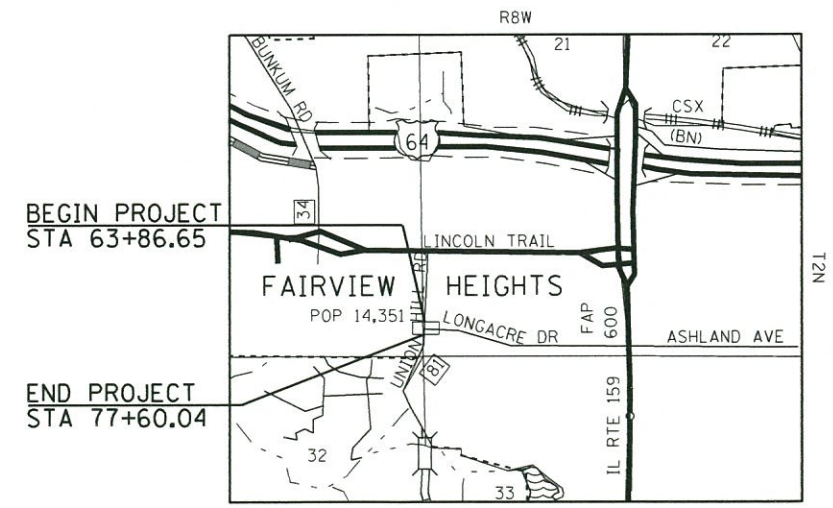 R8W
21
22
BUNKUM RD
CSX
(BN)
64
BEGIN PROJECT
STA 63+86.65
34
LINCOLN TRAIL
T2N
FAIRVIEW HEIGHTS
POP 14,351
UNION HILL RD
LONGACRE DR
FAP 600
ASHLAND AVE
81
END PROJECT
STA 77+60.04
IL RTE 159
32
33